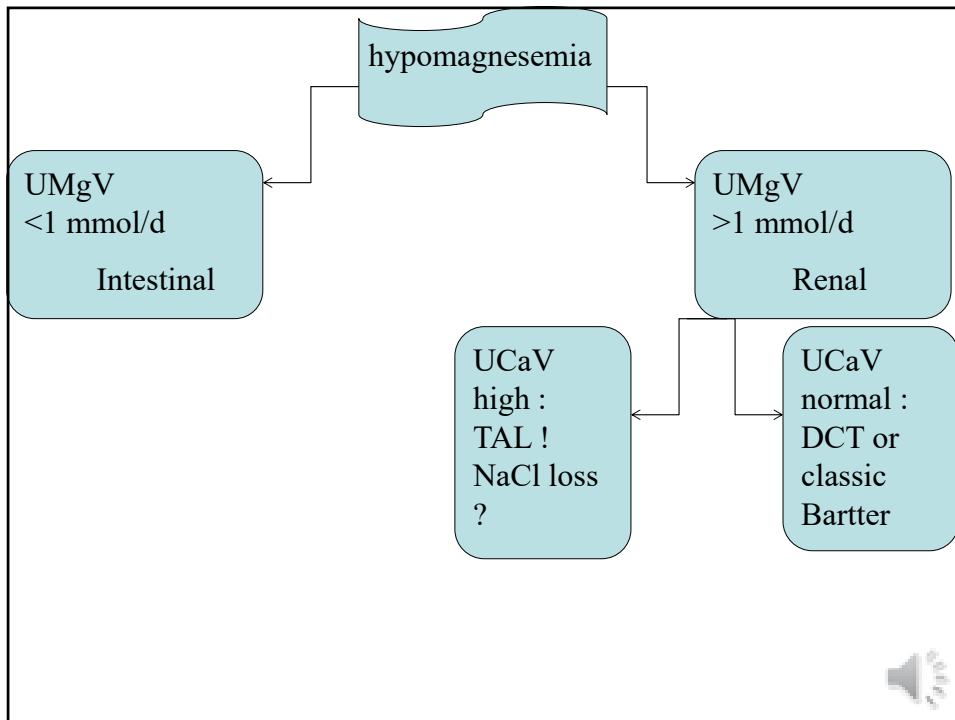 hypomagnesemia
UMgV
<1 mmol/d
Intestinal
UMgV
>1 mmol/d
Renal
UCaV
high :
TAL !
NaCl loss
?
UCaV
normal :
DCT or
classic
Bartter